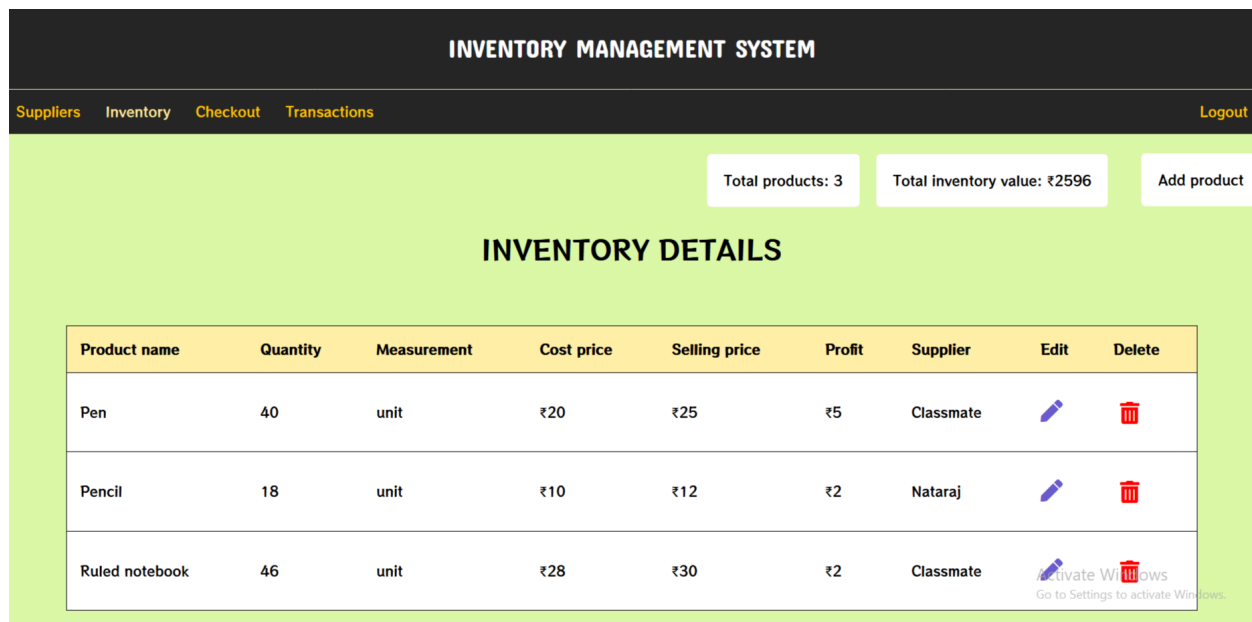 INVENTORY MANAGEMENT SYSTEM
Suppliers Inventory Checkout Transactions Logout
Total products: 3 Total inventory value: ₹2596 Add product
INVENTORY DETAILS
Product name Quantity Measurement Cost price Selling price Profit Supplier Edit Delete
Pen 40 unit ₹20 ₹25 ₹5 Classmate
Pencil 18 unit ₹10 ₹12 ₹2 Nataraj
Ruled notebook 46 unit ₹28 ₹30 ₹2 Classmate
Activate Windows
Go to Settings to activate Windows.